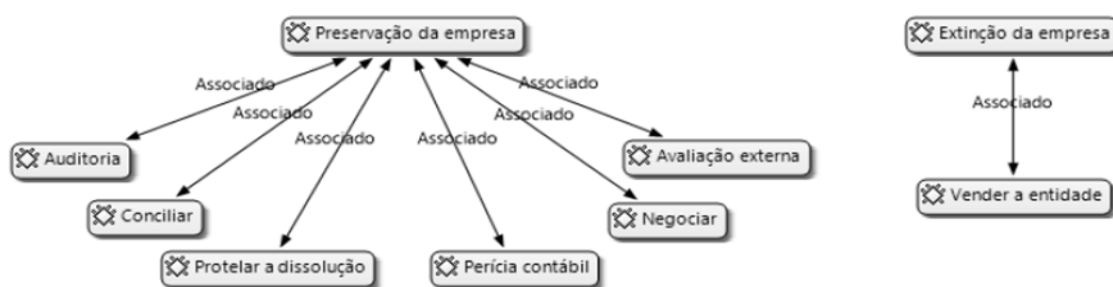 Preservação da empresa
Extinção da empresa
Associado
Associado
Associado
Associado
Associado
Associado
Associado
Auditoria
Avaliação externa
Vender a entidade
Conciliar
Negociar
Protelar a dissolução
Perícia contábil